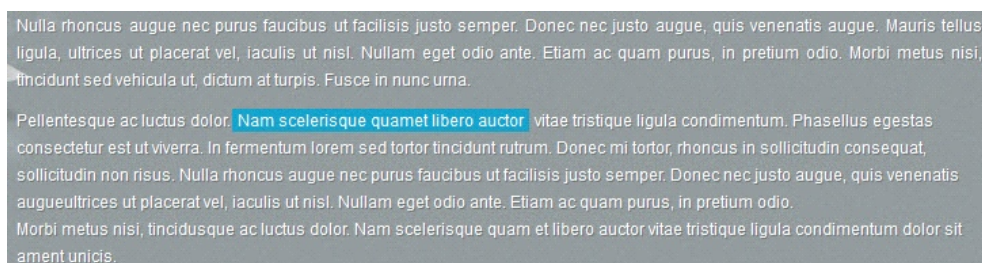 Nulla rhoncus augue nec purus faucibus ut facilisis justo semper. Donec nec justo augue, quis venenatis augue. Mauris tellus
ligula, ultrices ut placerat vel, iaculis ut nisl. Nullam eget odio ante. Etiam ac quam purus, in pretium odio. Morbi metus nisi,
tincidunt sed vehicula ut, dictum at turpis. Fusce in nunc urna.
Pellentesque ac luctus dolor. Nam scelerisque quamet libero auctor vitae tristique ligula condimentum. Phasellus egestas
consectetur est ut viverra. In fermentum lorem sed tortor tincidunt rutrum. Donec mi tortor, rhoncus in sollicitudin consequat,
sollicitudin non risus. Nulla rhoncus augue nec purus faucibus ut facilisis justo semper. Donec nec justo augue, quis venenatis
augueultrices ut placerat vel, iaculis ut nisl. Nullam eget odio ante. Etiam ac quam purus, in pretium odio.
Morbi metus nisi, tincidusque ac luctus dolor. Nam scelerisque quam et libero auctor vitae tristique ligula condimentum dolor sit
ament unicis.